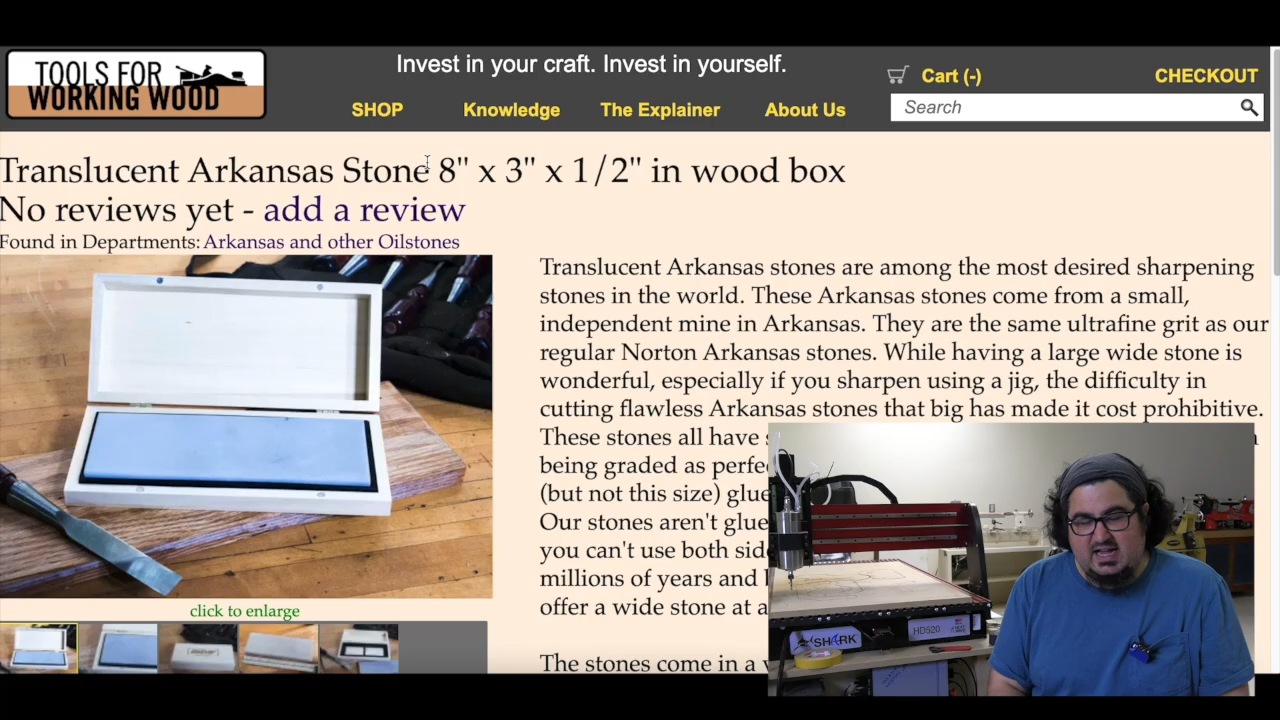 TOOLS FOR
WORKING WOOD
Invest in your craft. Invest in yourself.
SHOP
Knowledge
The Explainer
About Us
Cart (-)
CHECKOUT
Search
Translucent Arkansas Stone 8" x 3" x 1/2" in wood box
No reviews yet - add a review
Found in Departments: Arkansas and other Oilstones
click to enlarge
Translucent Arkansas stones are among the most desired sharpening
stones in the world. These Arkansas stones come from a small,
independent mine in Arkansas. They are the same ultrafine grit as our
regular Norton Arkansas stones. While having a large wide stone is
wonderful, especially if you sharpen using a jig, the difficulty in
cutting flawless Arkansas stones that big has made it cost prohibitive.
These stones all have
being graded as
(but not this size)
Our stones aren't
you can't use both
millions of years and
offer a wide stone at a
The stones come in a
SHARK
HD520